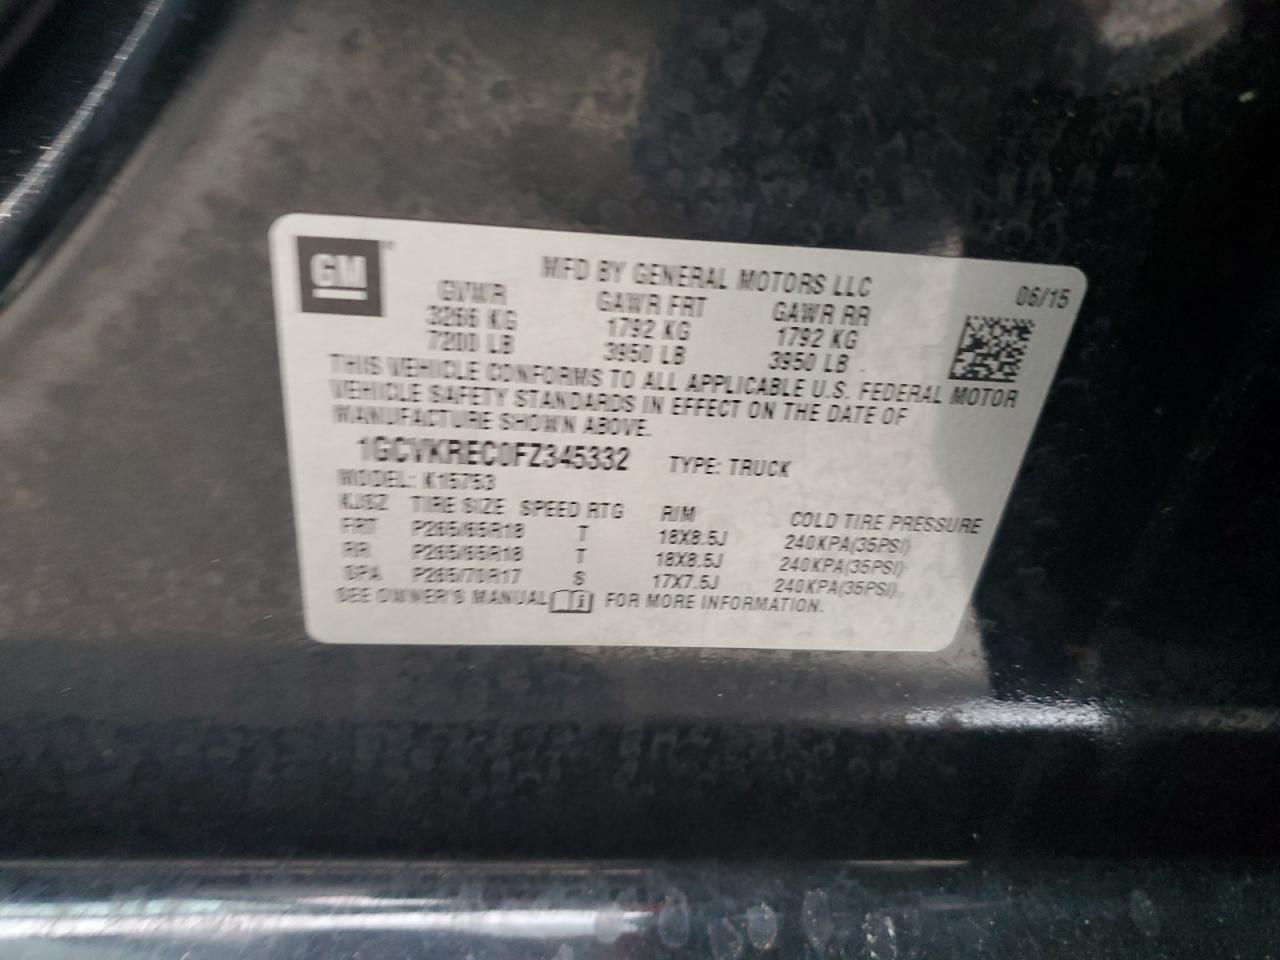 GM
MFD BY GENERAL MOTORS LLC
06/15
GVWR GAWR FRT GAWR RR
3266 KG 1792 KG 1792 KG
7200 LB 3950 LB 3950 LB
THIS VEHICLE CONFORMS TO ALL APPLICABLE U.S. FEDERAL MOTOR
VEHICLE SAFETY STANDARDS IN EFFECT ON THE DATE OF
MANUFACTURE SHOWN ABOVE.
1GCVKREC0FZ345332 TYPE: TRUCK
MODEL: K15753
TIRE SIZE SPEED RTG RIM COLD TIRE PRESSURE
FRT P265/65R18 T 18X8.5J 240KPA(35PSI)
RR P265/65R18 T 18X8.5J 240KPA(35PSI)
SPA P265/70R17 S 17X7.5J 240KPA(35PSI)
SEE OWNER'S MANUAL FOR MORE INFORMATION.